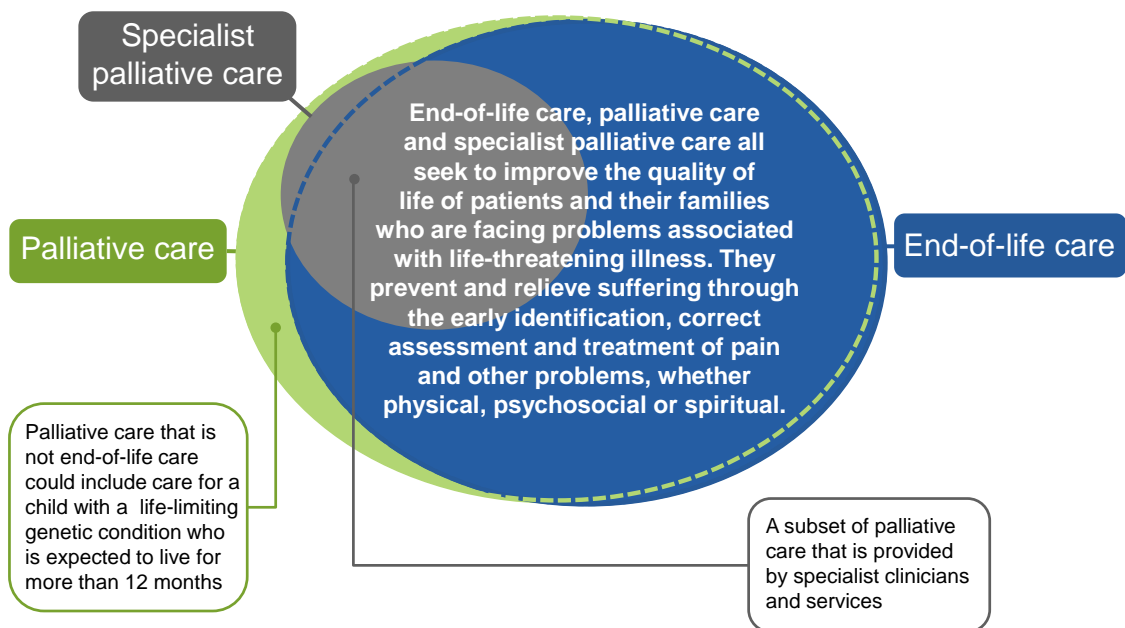 Specialist
palliative care
End-of-life care, palliative care
and specialist palliative care all
seek to improve the quality of
life of patients and their families
who are facing problems associated
with life-threatening illness. They
prevent and relieve suffering through
the early identification, correct
assessment and treatment of pain
and other problems, whether
physical, psychosocial or spiritual.
Palliative care
End-of-life care
Palliative care that is
not end-of-life care
could include care for a
child with a life-limiting
genetic condition who
is expected to live for
more than 12 months
A subset of palliative
care that is provided
by specialist clinicians
and services